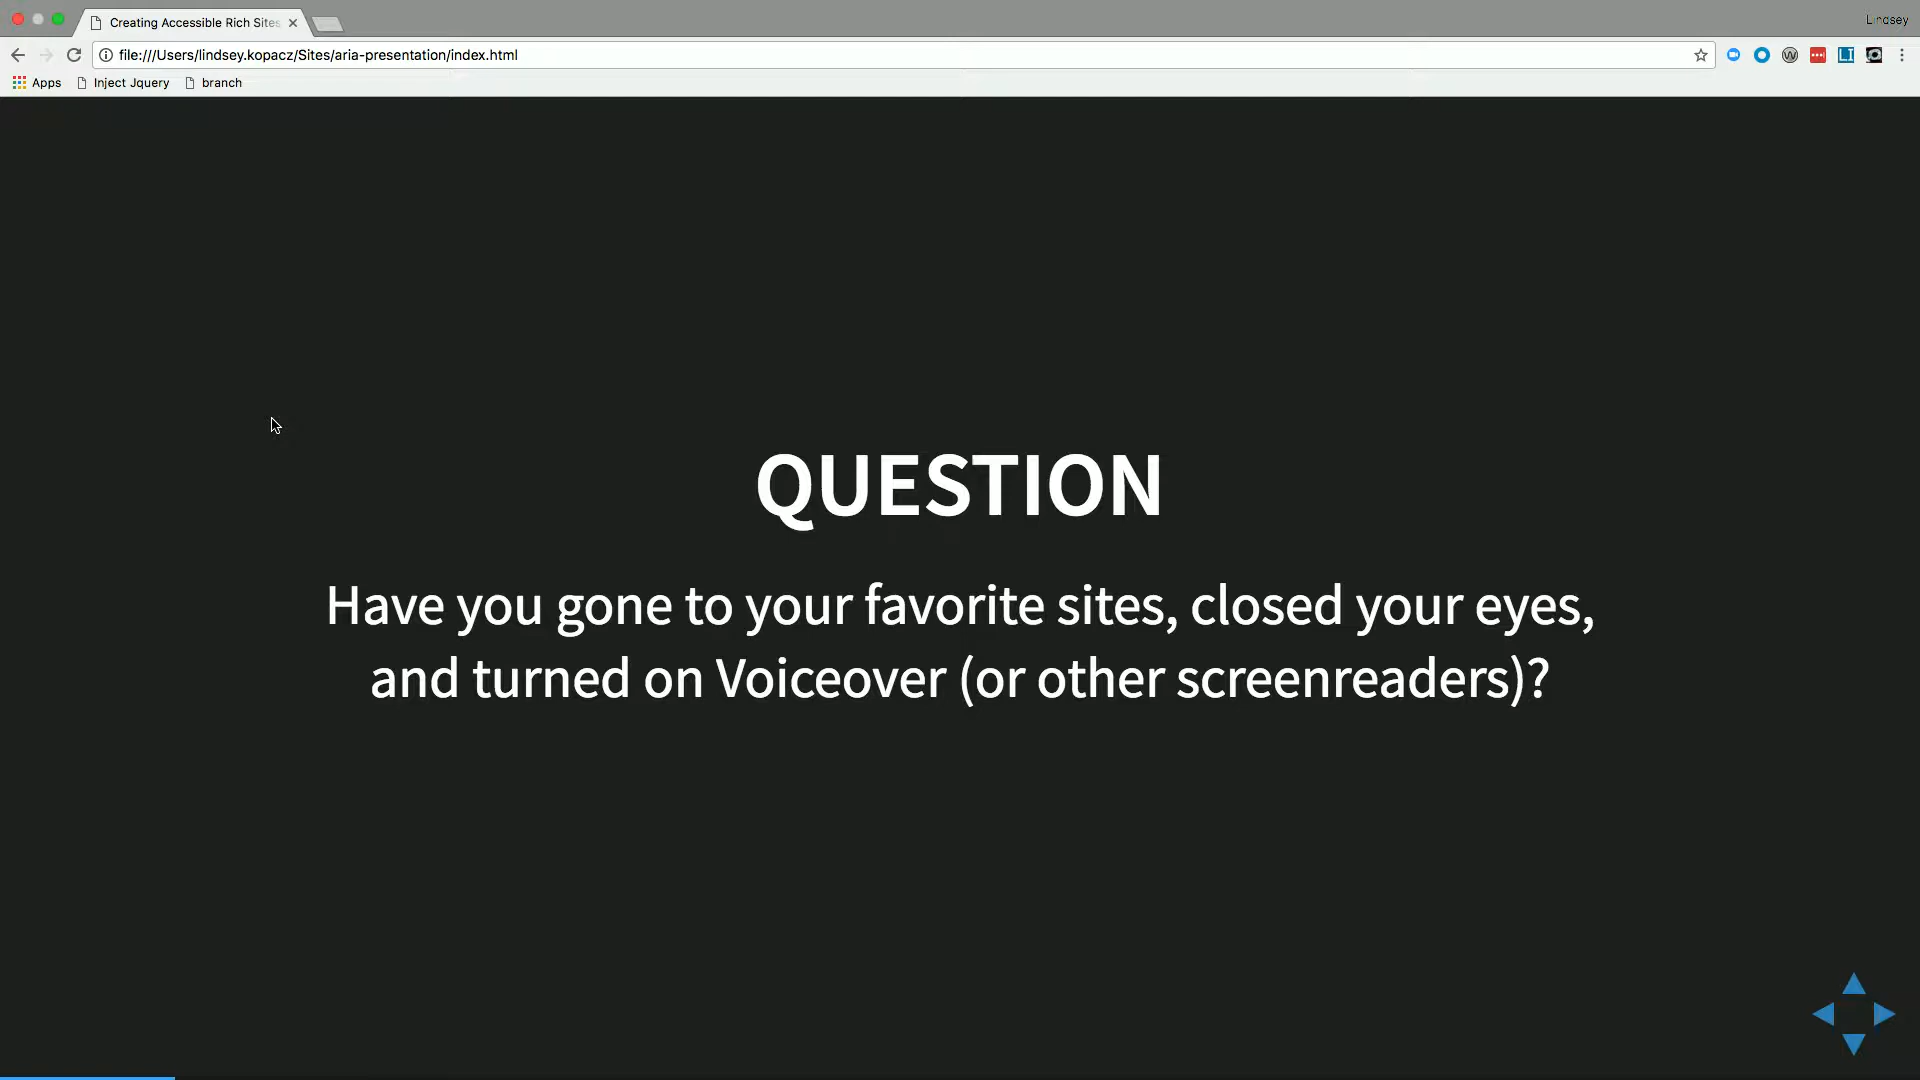 Creating Accessible Rich Sites
Lindsey
file:///Users/lindsey.kopacz/Sites/aria-presentation/index.html
Apps
Inject Jquery
branch
QUESTION
Have you gone to your favorite sites, closed your eyes,
and turned on Voiceover (or other screenreaders)?